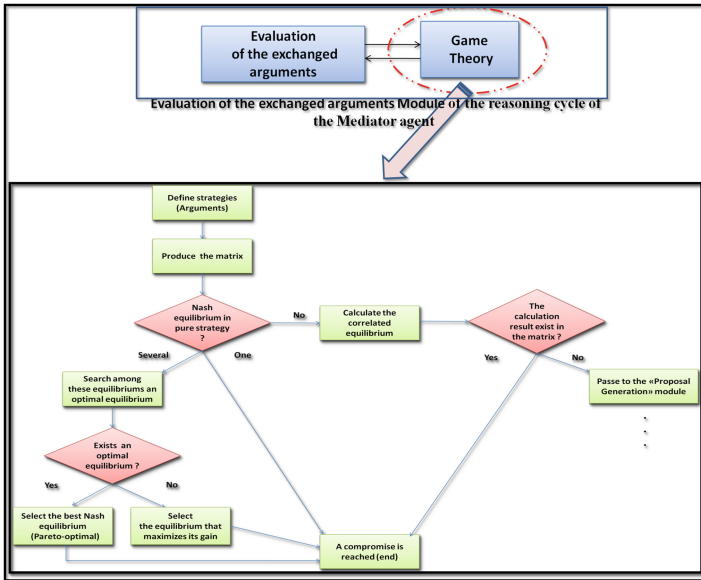 Evaluation
of the exchanged
arguments
Game
Theory
Evaluation of the exchanged arguments Module of the reasoning cycle of
the Mediator agent
Define strategies
(Arguments)
Produce the matrix
Nash
equilibrium in
pure strategy
?
No
Calculate the
correlated
equilibrium
The
calculation
result exist in
the matrix ?
Several
One
Yes
No
Search among
these equilibriums an
optimal equilibrium
Passe to the «Proposal
Generation» module
.
.
.
Exists an
optimal
equilibrium ?
Yes
No
Select the best Nash
equilibrium
(Pareto-optimal)
Select
the equilibrium that
maximizes its gain
A compromise is
reached (end)